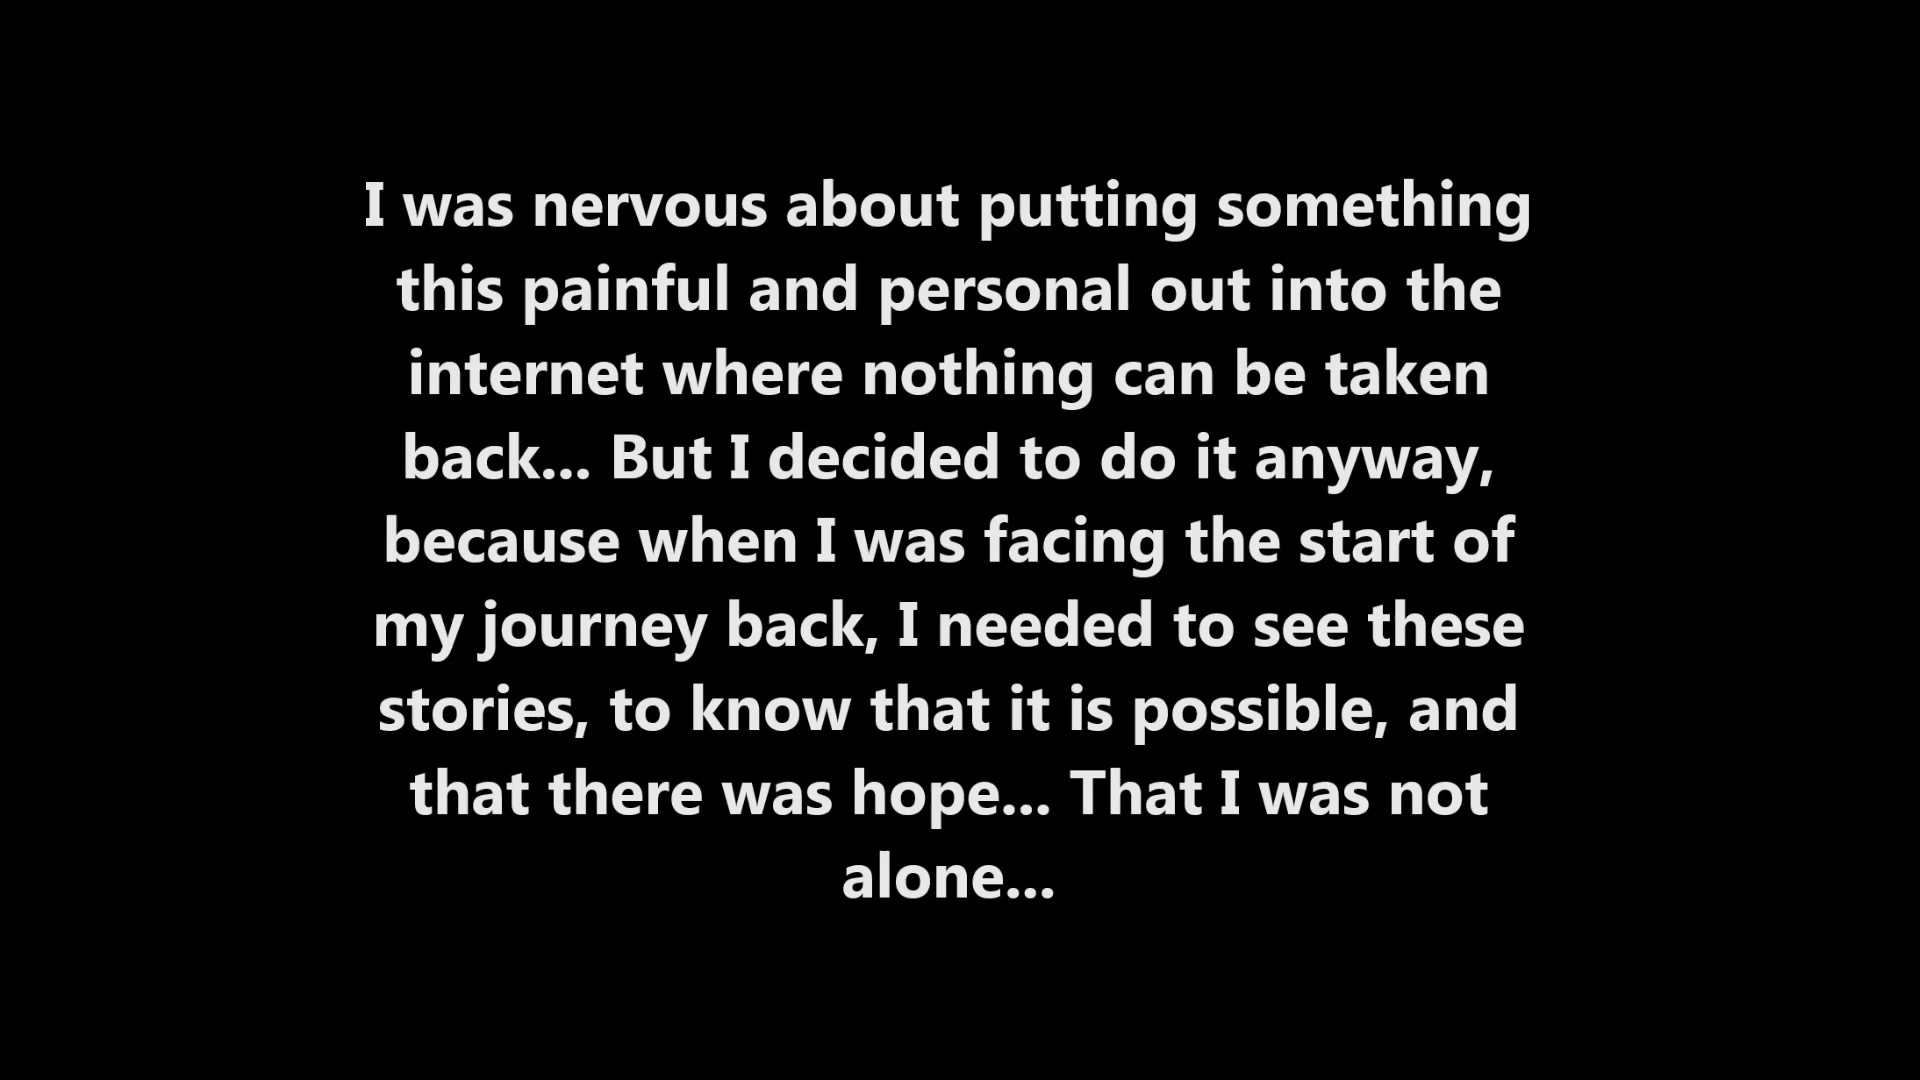 I was nervous about putting something
this painful and personal out into the
internet where nothing can be taken
back... But I decided to do it anyway,
because when I was facing the start of
my journey back, I needed to see these
stories, to know that it is possible, and
that there was hope... That I was not
alone...